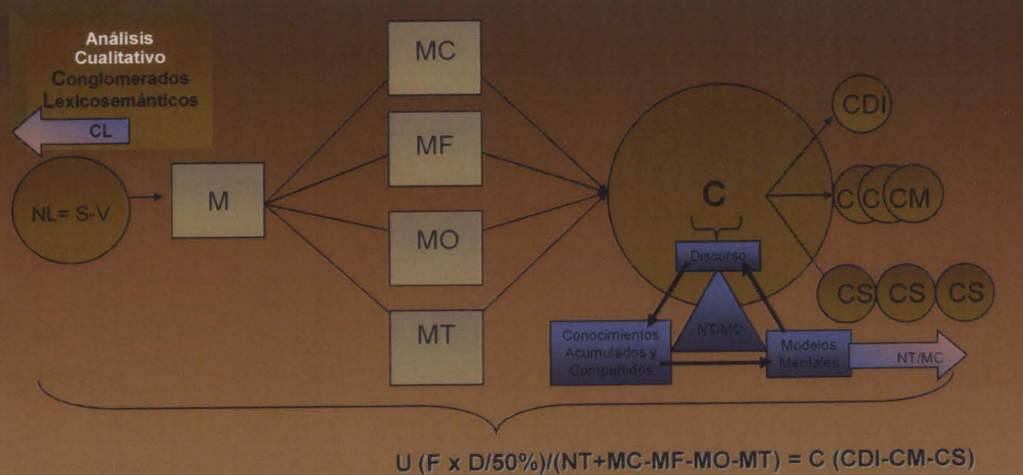 Análisis
Cualitativo
Conglomerados
Lexicosemánticos
CL
NL= S-V
M
MC
MF
MO
MT
C
CDI
C C CM
CS CS CS
Discurso
NT/MC
Conocimientos
Acumulados y
Compartidos
Modelos
Mentales
NT/MC
U (F x D/50%)/(NT+MC-MF-MO-MT) = C (CDI-CM-CS)